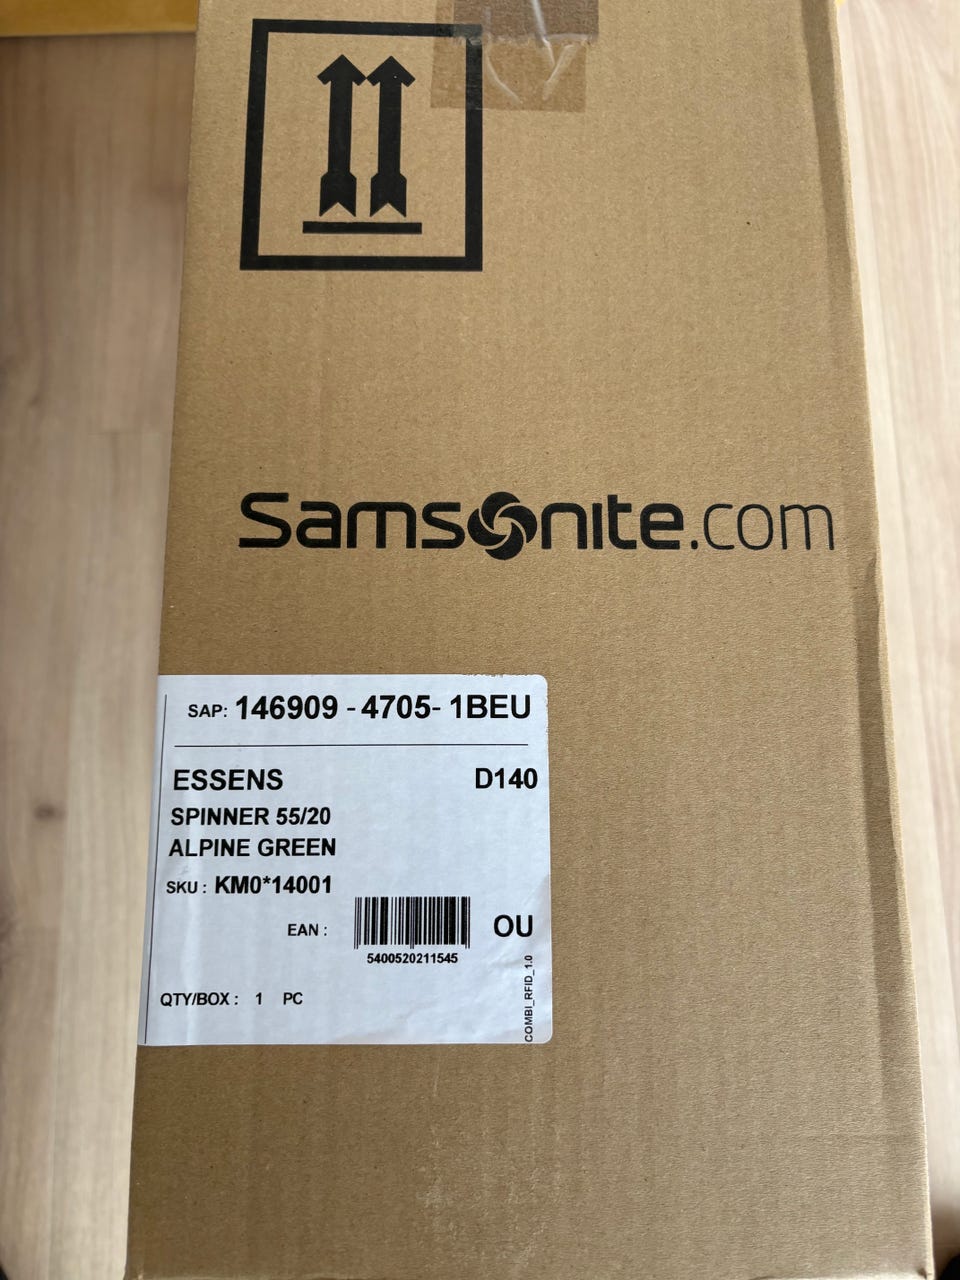 Samsonite.com
SAP: 146909 - 4705- 1BEU
ESSENS D140
SPINNER 55/20
ALPINE GREEN
SKU : KM0*14001
EAN : OU
5400520211545
QTY/BOX : 1 PC
COMBI_RFID_1.0